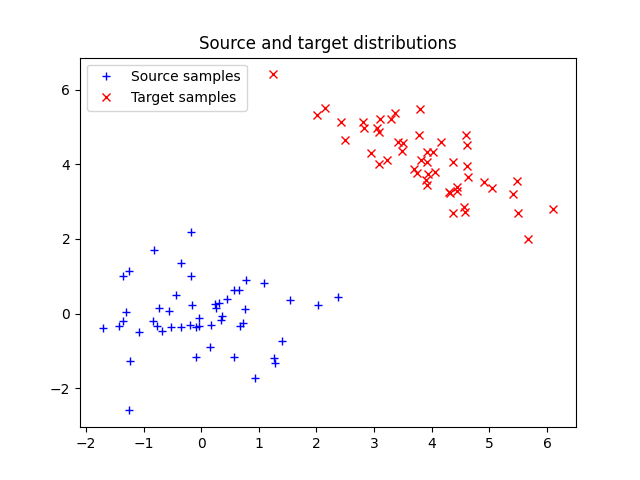 Source and target distributions
Source samples
Target samples
6
4
2
0
−2
−2 −1 0 1 2 3 4 5 6